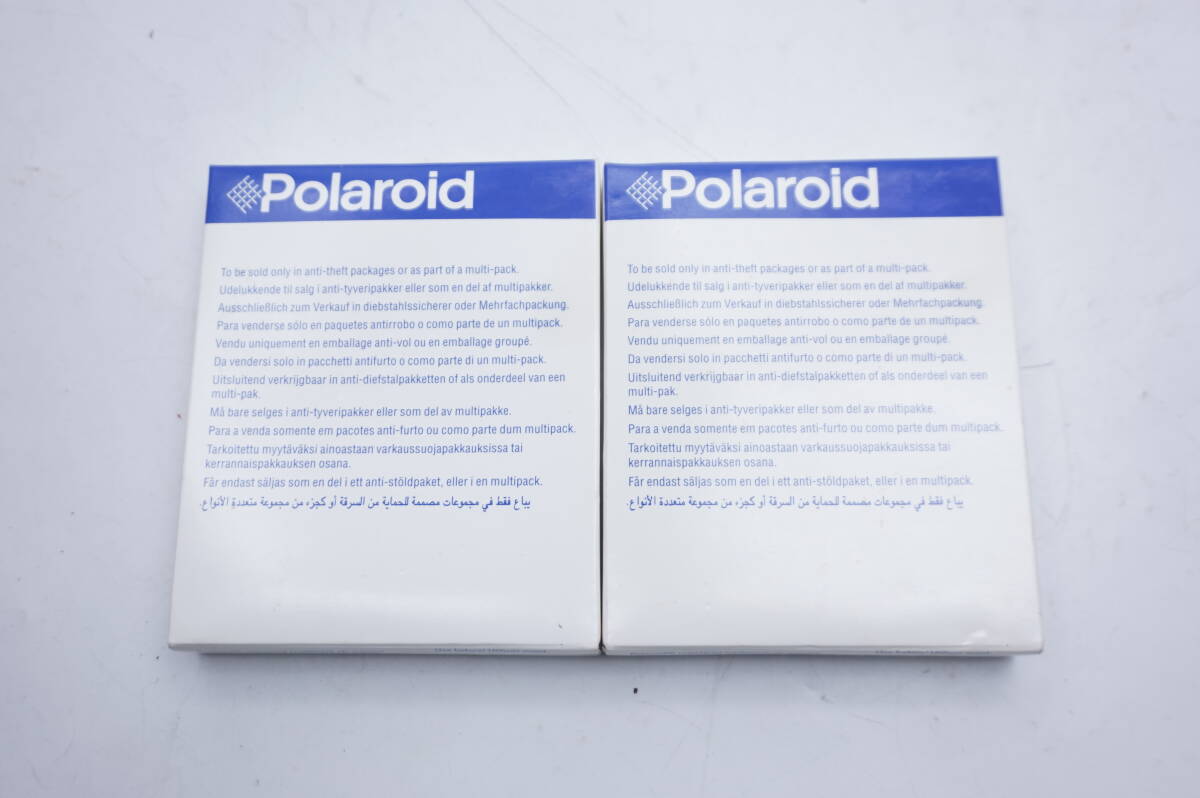 Polaroid
To be sold only in anti-theft packages or as part of a multi-pack.
Udelukkende til salg i anti-tyveripakker eller som en del af multipakker.
Ausschließlich zum Verkauf in diebstahlssicherer oder Mehrfachpackung.
Para venderse sólo en paquetes antirrobo o como parte de un multipack.
Vendu uniquement en emballage anti-vol ou en emballage groupé.
Da vendersi solo in pacchetti antifurto o como parte di un multi-pack.
Uitsluitend verkrijgbaar in anti-diefstalpakketten of als onderdeel van een
multi-pak.
Må bare selges i anti-tyveripakker eller som del av multipakke.
Para a venda somente em pacotes anti-furto ou como parte dum multipack.
Tarkoitettu myytäväksi ainoastaan varkaussuojapakkauksissa tai
kerrannaispakkauksen osana.
Får endast säljas som en del i ett anti-stöldpaket, eller i en multipack.
يباع فقط في مجموعات مصممة للحماية من السرقة أو كجزء من مجموعة متعددة الأنواع.
Polaroid
To be sold only in anti-theft packages or as part of a multi-pack.
Udelukkende til salg i anti-tyveripakker eller som en del af multipakker.
Ausschließlich zum Verkauf in diebstahlssicherer oder Mehrfachpackung.
Para venderse sólo en paquetes antirrobo o como parte de un multipack.
Vendu uniquement en emballage anti-vol ou en emballage groupé.
Da vendersi solo in pacchetti antifurto o como parte di un multi-pack.
Uitsluitend verkrijgbaar in anti-diefstalpakketten of als onderdeel van een
multi-pak.
Må bare selges i anti-tyveripakker eller som del av multipakke.
Para a venda somente em pacotes anti-furto ou como parte dum multipack.
Tarkoitettu myytäväksi ainoastaan varkaussuojapakkauksissa tai
kerrannaispakkauksen osana.
Får endast säljas som en del i ett anti-stöldpaket, eller i en multipack.
يباع فقط في مجموعات مصممة للحماية من السرقة أو كجزء من مجموعة متعددة الأنواع.